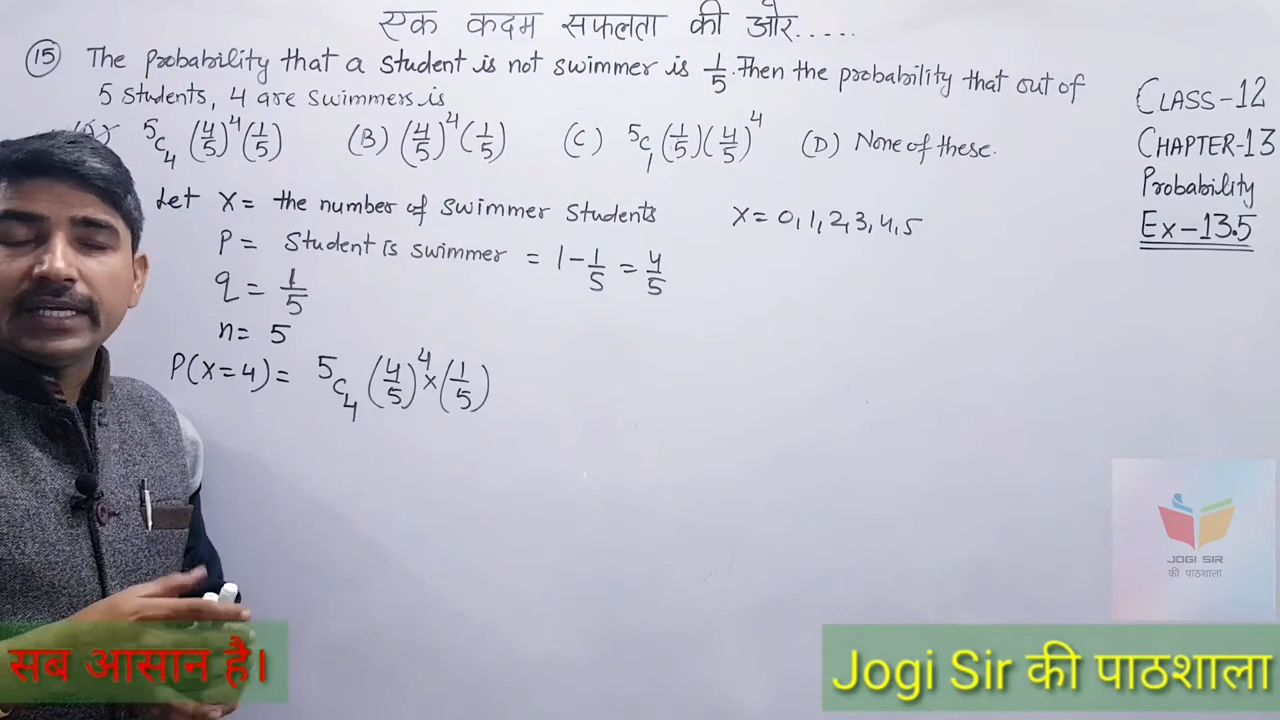 एक कदम सफलता की ओर.....
(15) The probability that a student is not swimmer is 1/5. Then the probability that out of
5 students, 4 are swimmers is
(A) ⁵C₄ (4/5)⁴ (1/5) (B) (4/5)⁴ (1/5) (C) ⁵C₁ (1/5) (4/5)⁴ (D) None of these.
Let X = the number of swimmer students X = 0, 1, 2, 3, 4, 5
P = Student is swimmer = 1 - 1/5 = 4/5
q = 1/5
n = 5
P(X=4) = ⁵C₄ (4/5)⁴ × (1/5)
CLASS-12
CHAPTER-13
Probability
Ex-13.5
JOGI SIR
की पाठशाला
सब आसान है।
Jogi Sir की पाठशाला